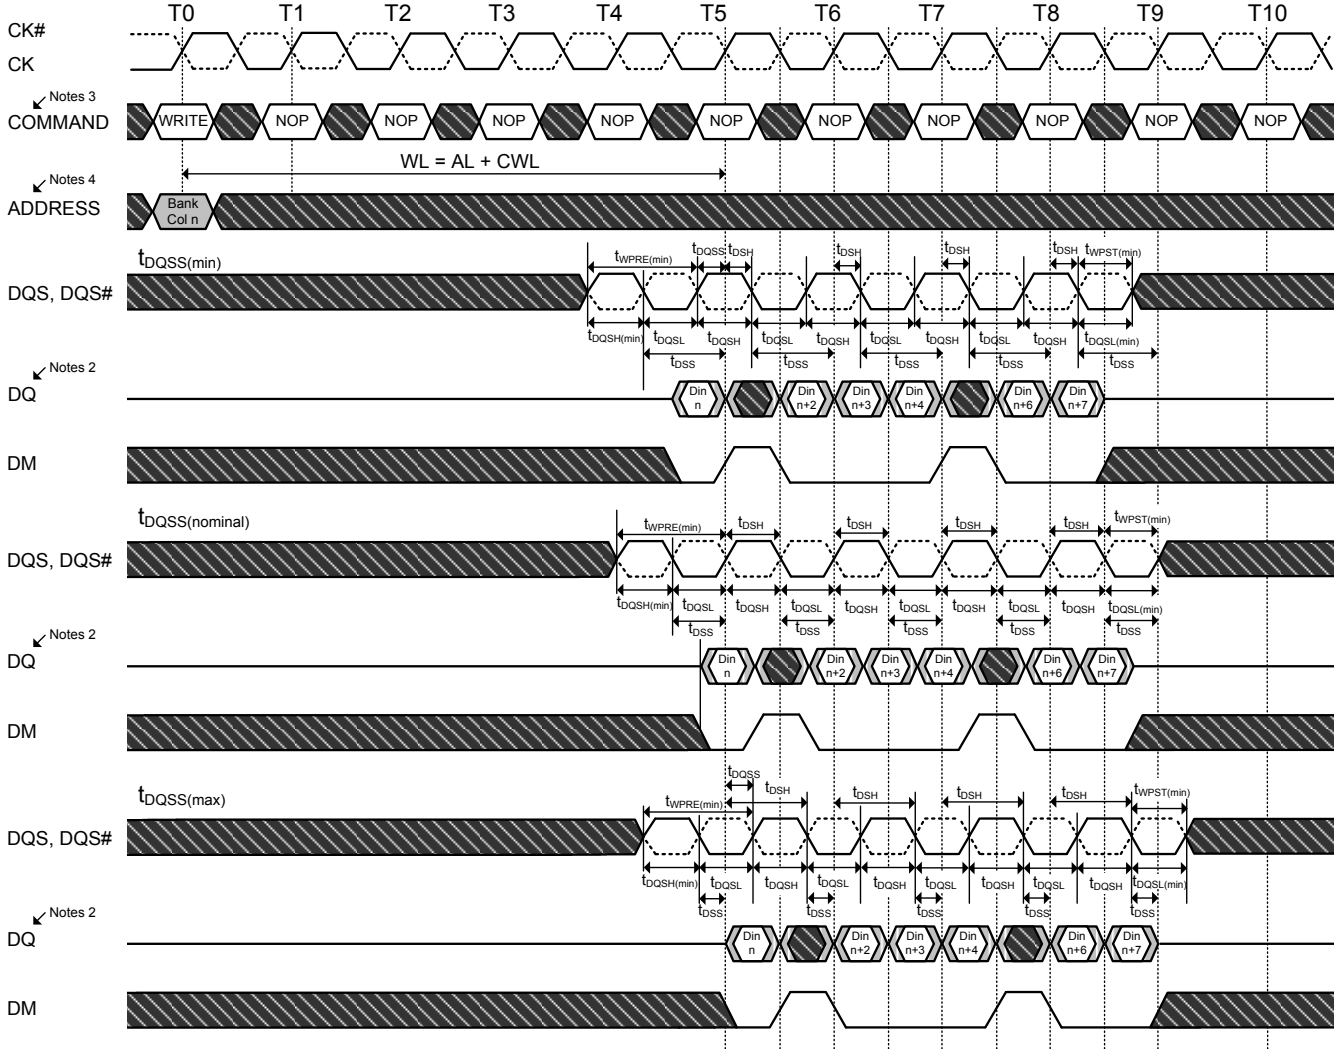 T0 T1 T2 T3 T4 T5 T6 T7 T8 T9 T10
CK#
CK
Notes 3
COMMAND WRITE NOP NOP NOP NOP NOP NOP NOP NOP NOP NOP
WL = AL + CWL
Notes 4
ADDRESS Bank Col n
tDQSS(min) tWPRE(min) tDQSS tDSH tDSH tDSH tDSH tWPST(min)
DQS, DQS#
tDQSH(min) tDQSL tDQSH tDQSL tDQSH tDQSL tDQSH tDQSL tDQSH tDQSL(min)
tDSS tDSS tDSS tDSS tDSS
Notes 2
DQ Din n Din n+2 Din n+3 Din n+4 Din n+6 Din n+7
DM
tDQSS(nominal) tWPRE(min) tDSH tDSH tDSH tDSH tWPST(min)
DQS, DQS#
tDQSH(min) tDQSL tDQSH tDQSL tDQSH tDQSL tDQSH tDQSL tDQSH tDQSL(min)
tDSS tDSS tDSS tDSS tDSS
Notes 2
DQ Din n Din n+2 Din n+3 Din n+4 Din n+6 Din n+7
DM
tDQSS
tDQSS(max) tWPRE(min) tDSH tDSH tDSH tDSH tWPST(min)
DQS, DQS#
tDQSH(min) tDQSL tDQSH tDQSL tDQSH tDQSL tDQSH tDQSL tDQSH tDQSL(min)
tDSS tDSS tDSS tDSS tDSS
Notes 2
DQ Din n Din n+2 Din n+3 Din n+4 Din n+6 Din n+7
DM